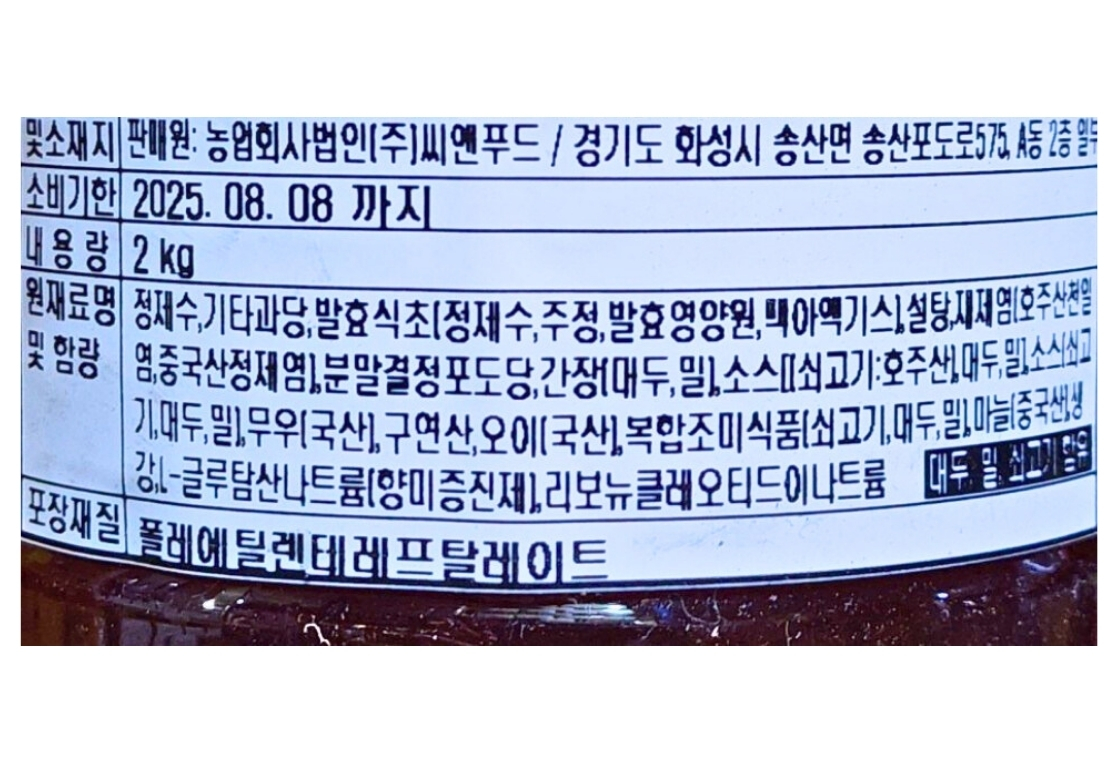 및소재지 판매원: 농업회사법인(주)씨앤푸드 / 경기도 화성시 송산면 송산포도로575, A동 2층 일부
소비기한 2025. 08. 08 까지
내용량 2 kg
원재료명 정제수,기타과당,발효식초[정제수,주정,발효영양원,맥아엑기스],설탕,재제염[호주산천일
및 함량 염,중국산정제염],분말결정포도당,간장[대두,밀],소스[[쇠고기:호주산],대두,밀],소스[쇠고
기,대두,밀],무우[국산],구연산,오이[국산],복합조미식품[쇠고기,대두,밀],마늘[중국산],생
강,L-글루탐산나트륨[향미증진제],리보뉴클레오티드이나트륨 대두, 밀, 쇠고기 함유
포장재질 폴레에틸렌테레프탈레이트